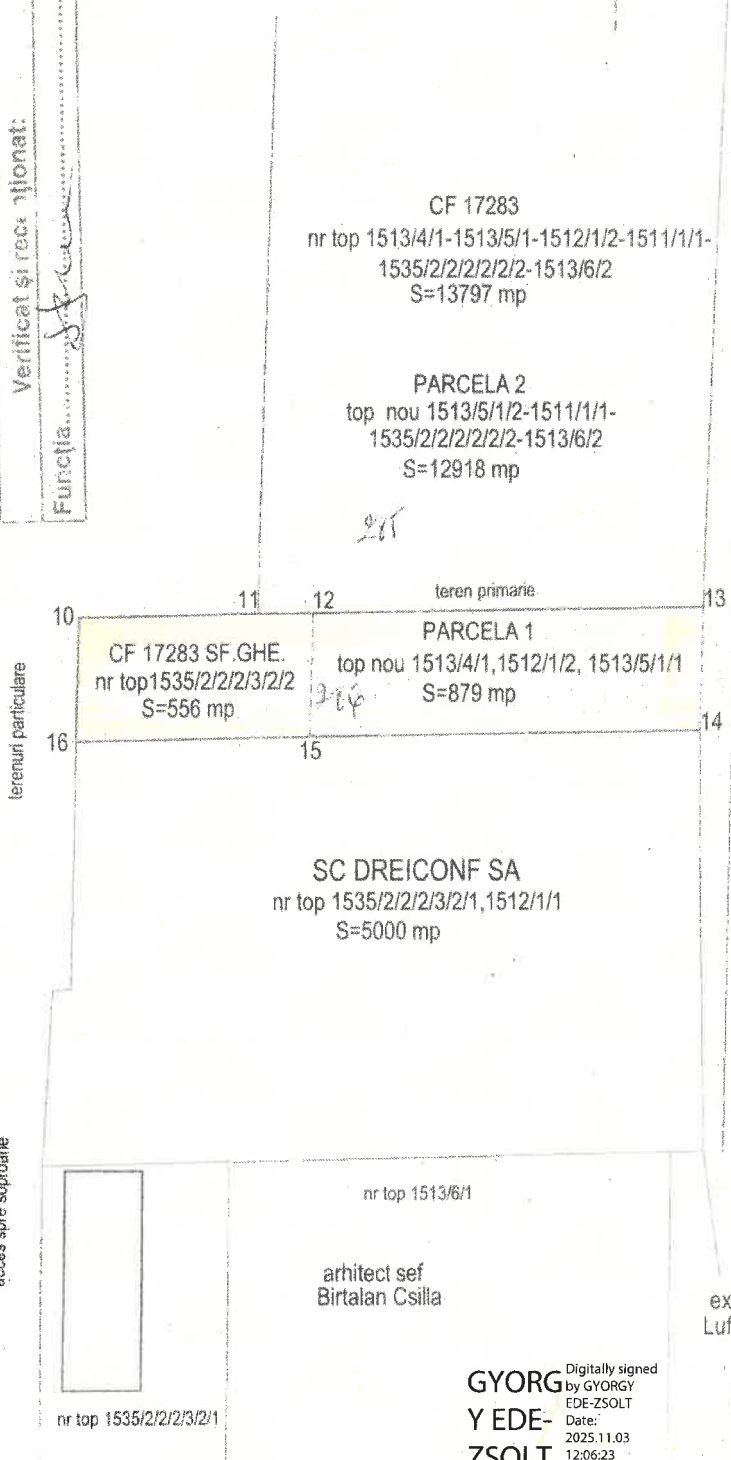 Verificat și
Funcția
CF 17283
nr top 1513/4/1-1513/5/1-1512/1/2-1511/1/1-
1535/2/2/2/2/2/2-1513/6/2
S=13797 mp
PARCELA 2
top nou 1513/5/1/2-1511/1/1-
1535/2/2/2/2/2/2-1513/6/2
S=12918 mp
teren primarie
10
11
12
13
CF 17283 SF.GHE.
nr top1535/2/2/2/3/2/2
S=556 mp
PARCELA 1
top nou 1513/4/1,1512/1/2, 1513/5/1/1
S=879 mp
terenuri particulare
16
15
14
SC DREICONF SA
nr top 1535/2/2/2/3/2/1,1512/1/1
S=5000 mp
acces spre soproane
nr top 1513/6/1
arhitect sef
Birtalan Csilla
ex
Luf
nr top 1535/2/2/2/3/2/1
GYORG
Y EDE-
ZSOLT
Digitally signed
by GYORGY
EDE-ZSOLT
Date:
2025.11.03
12:06:23